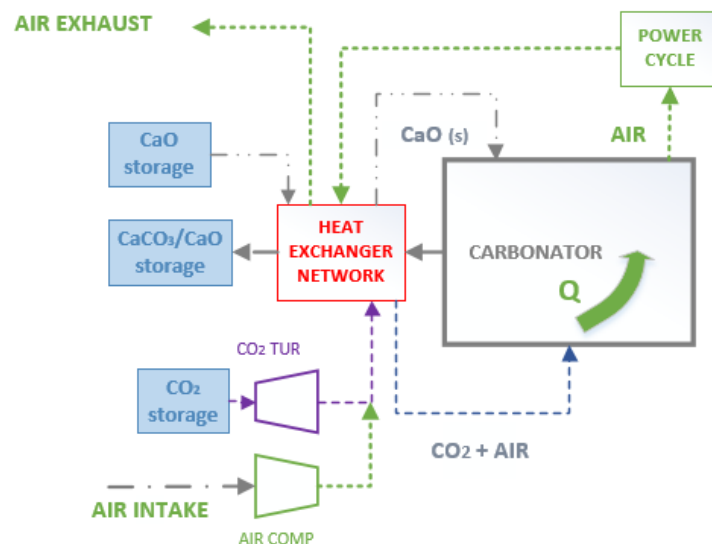 AIR EXHAUST
POWER
CYCLE
CaO
storage
CaO (s)
AIR
CaCO₃/CaO
storage
HEAT
EXCHANGER
NETWORK
CARBONATOR
Q
CO₂ TUR
CO₂
storage
CO₂ + AIR
AIR INTAKE
AIR COMP